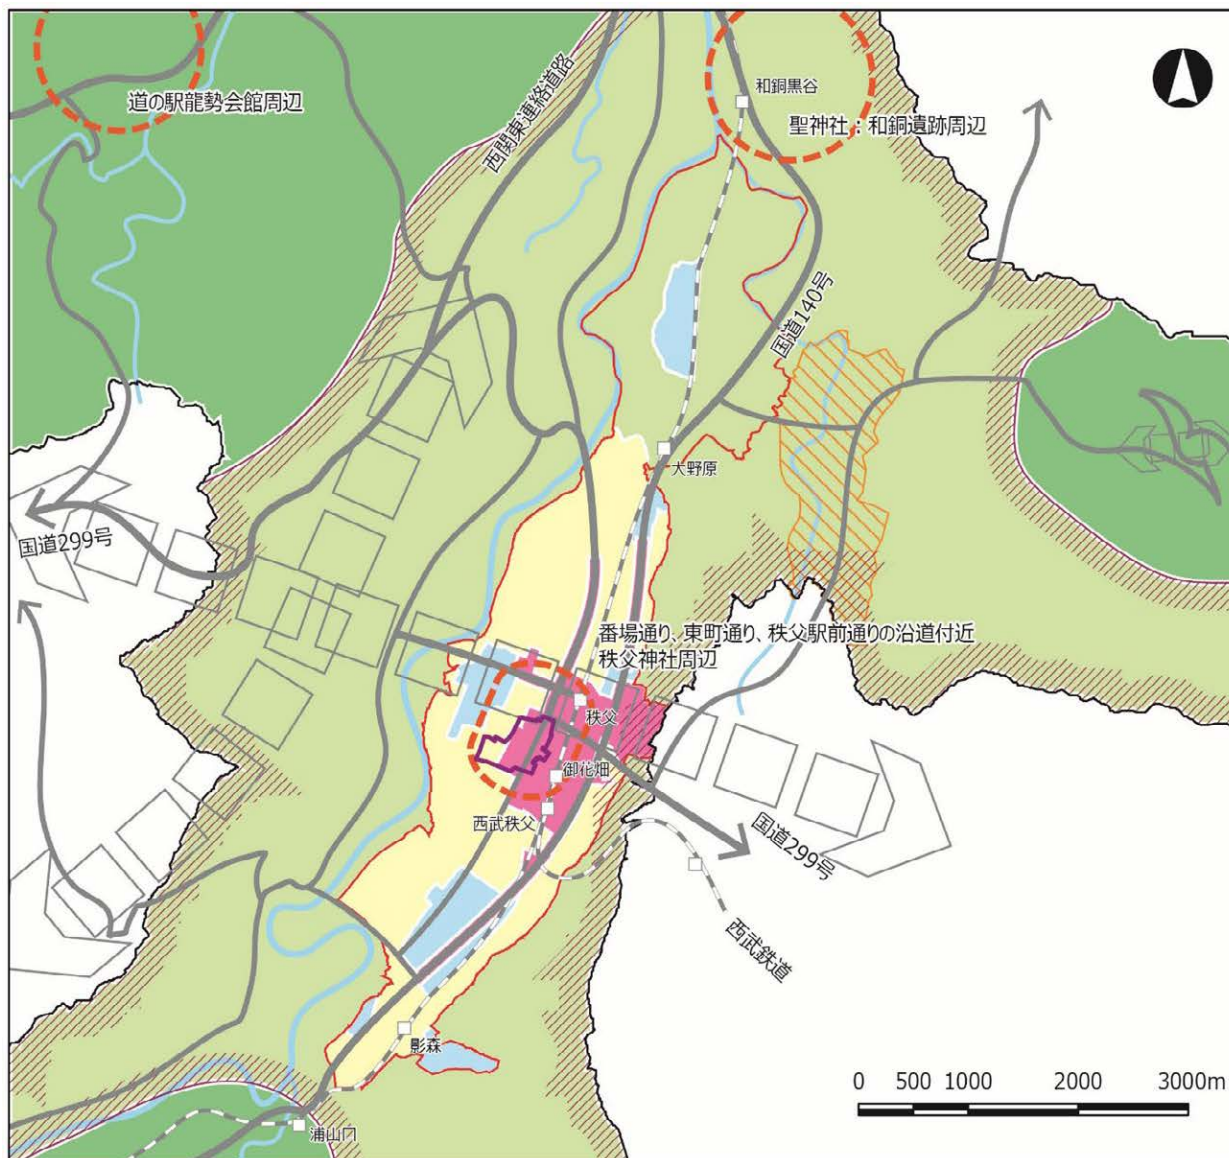 和銅黒谷
道の駅龍勢会館周辺
西関東連絡道路
聖神社：和銅遺跡周辺
国道140号
大野原
国道299号
番場通り、東町通り、秩父駅前通りの沿道付近
秩父神社周辺
秩父
御花畑
西武秩父
国道299号
西武鉄道
影森
0 500 1000 2000 3000m
浦山口